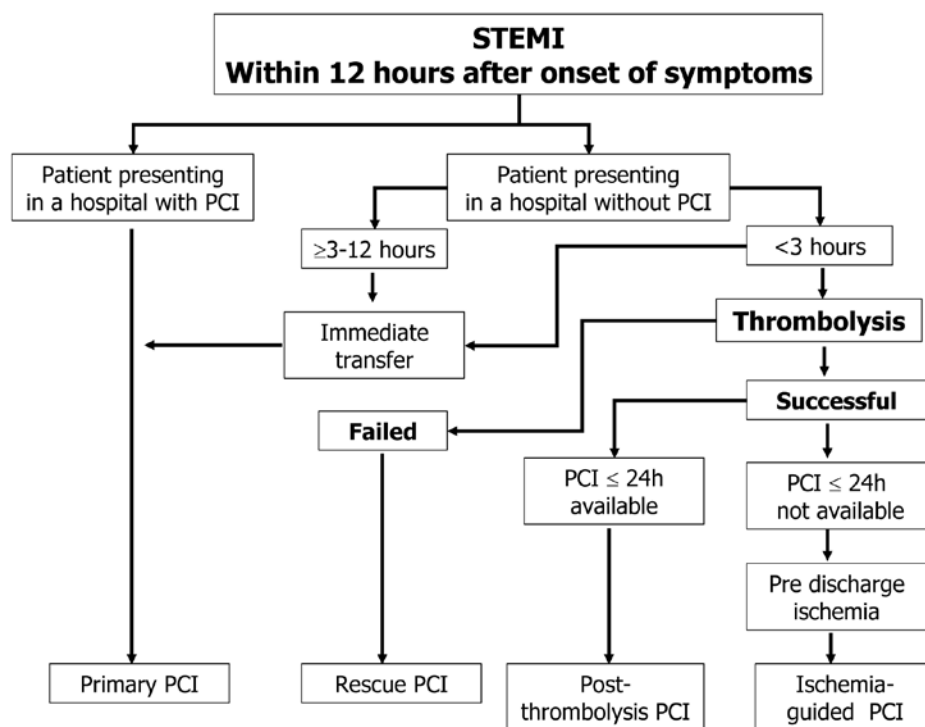 STEMI
Within 12 hours after onset of symptoms
Patient presenting
in a hospital with PCI
Patient presenting
in a hospital without PCI
≥3-12 hours
<3 hours
Immediate
transfer
Thrombolysis
Failed
Successful
PCI ≤ 24h
available
PCI ≤ 24h
not available
Pre discharge
ischemia
Primary PCI
Rescue PCI
Post-
thrombolysis PCI
Ischemia-
guided PCI